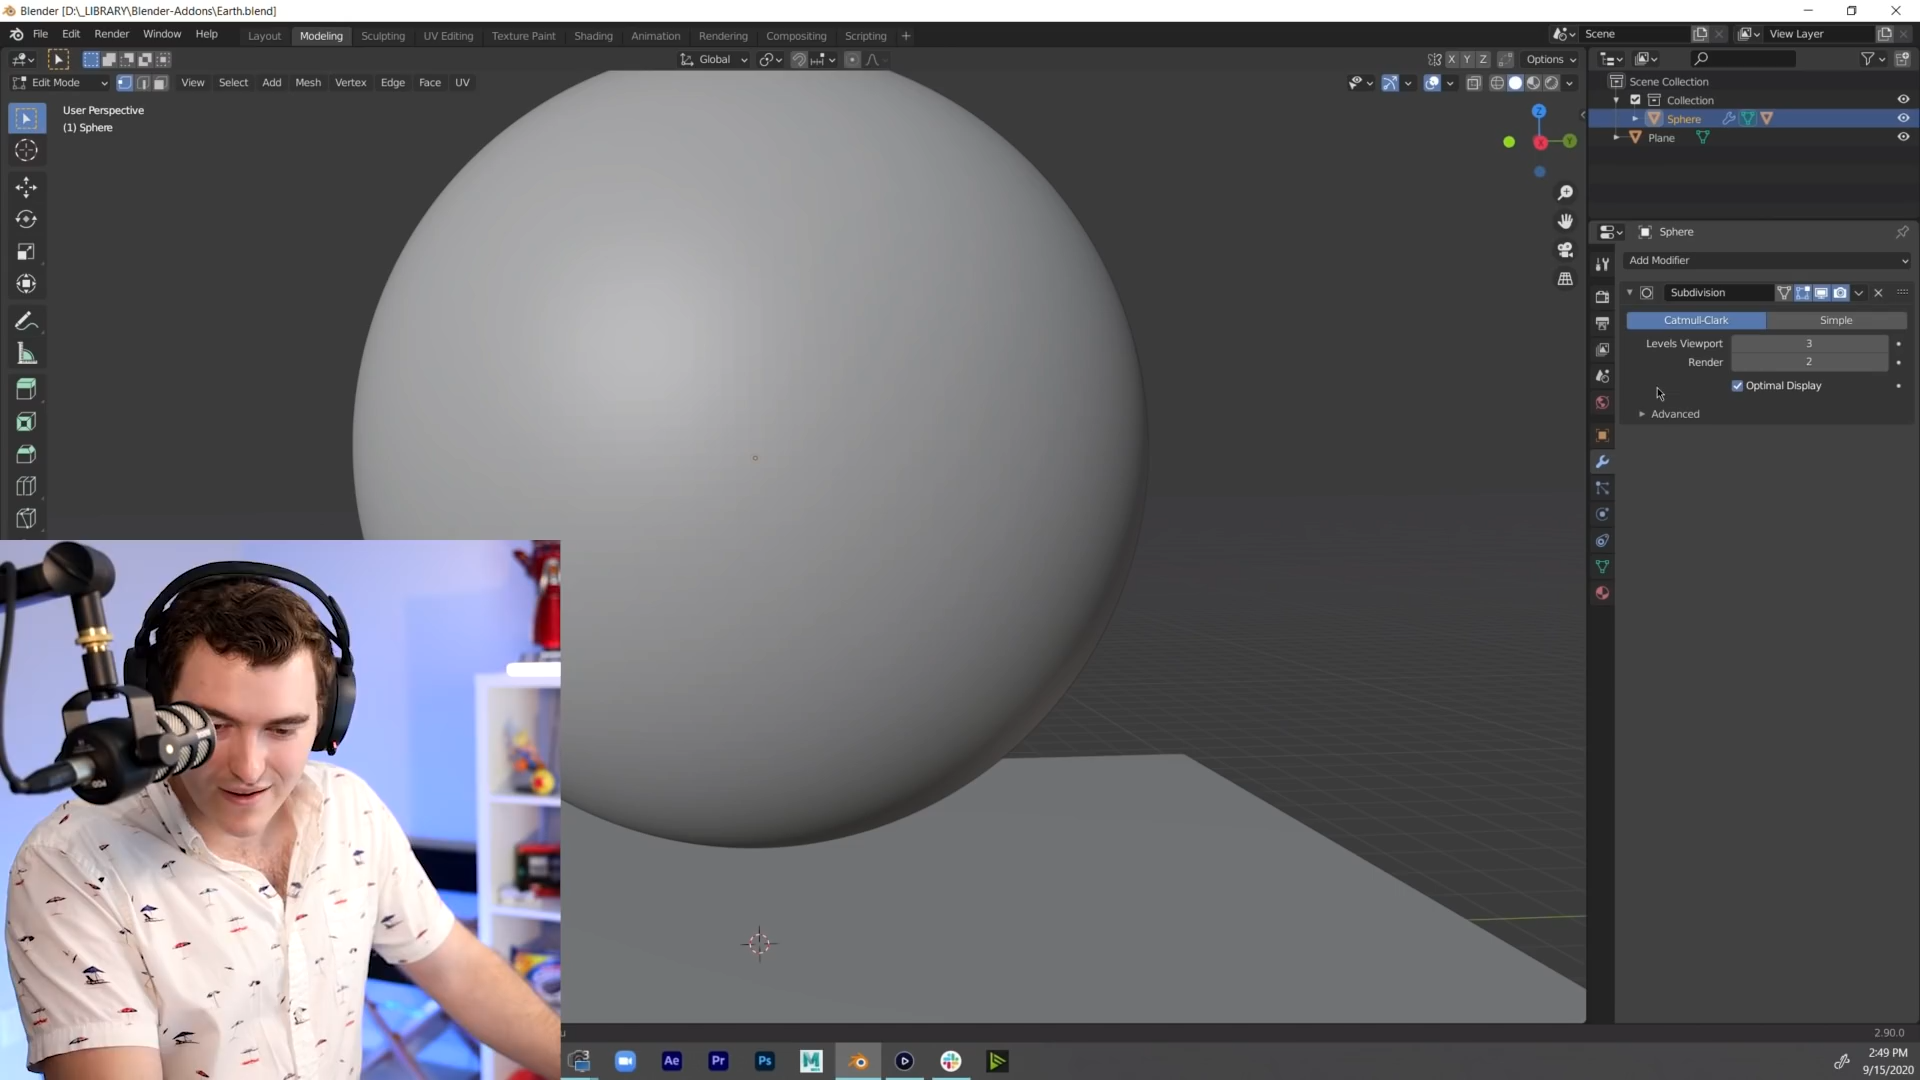 Blender [D:\_LIBRARY\Blender-Addons\Earth.blend]
File Edit Render Window Help Layout Modeling Sculpting UV Editing Texture Paint Shading Animation Rendering Compositing Scripting + Scene View Layer
Global X Y Z Options
Edit Mode View Select Add Mesh Vertex Edge Face UV
User Perspective
(1) Sphere
Z
X
Y
Scene Collection
Collection
Sphere
Plane
Sphere
Add Modifier
Subdivision
Catmull-Clark Simple
Levels Viewport 3
Render 2
Optimal Display
Advanced
2.90.0
Ae Pr Ps M
2:49 PM
9/15/2020